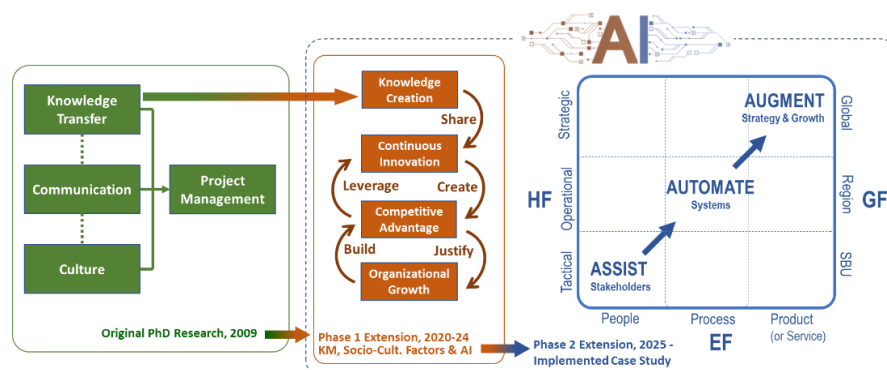 AI
Knowledge
Transfer
Communication
Culture
Project
Management
Original PhD Research, 2009
Knowledge
Creation
Share
Continuous
Innovation
Leverage
Create
Competitive
Advantage
Build
Justify
Organizational
Growth
Phase 1 Extension, 2020-24
KM, Socio-Cult. Factors & AI
Phase 2 Extension, 2025 -
Implemented Case Study
HF
Strategic
Operational
Tactical
AUGMENT
Strategy & Growth
AUTOMATE
Systems
ASSIST
Stakeholders
Global
Region
SBU
GF
People
Process
Product
(or Service)
EF